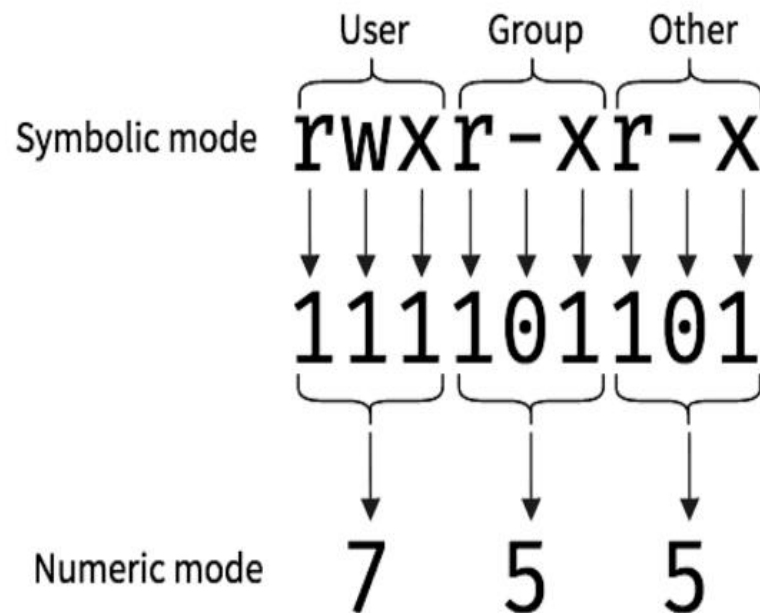 User Group Other
Symbolic mode rwxr-xr-x
111101101
Numeric mode 7 5 5